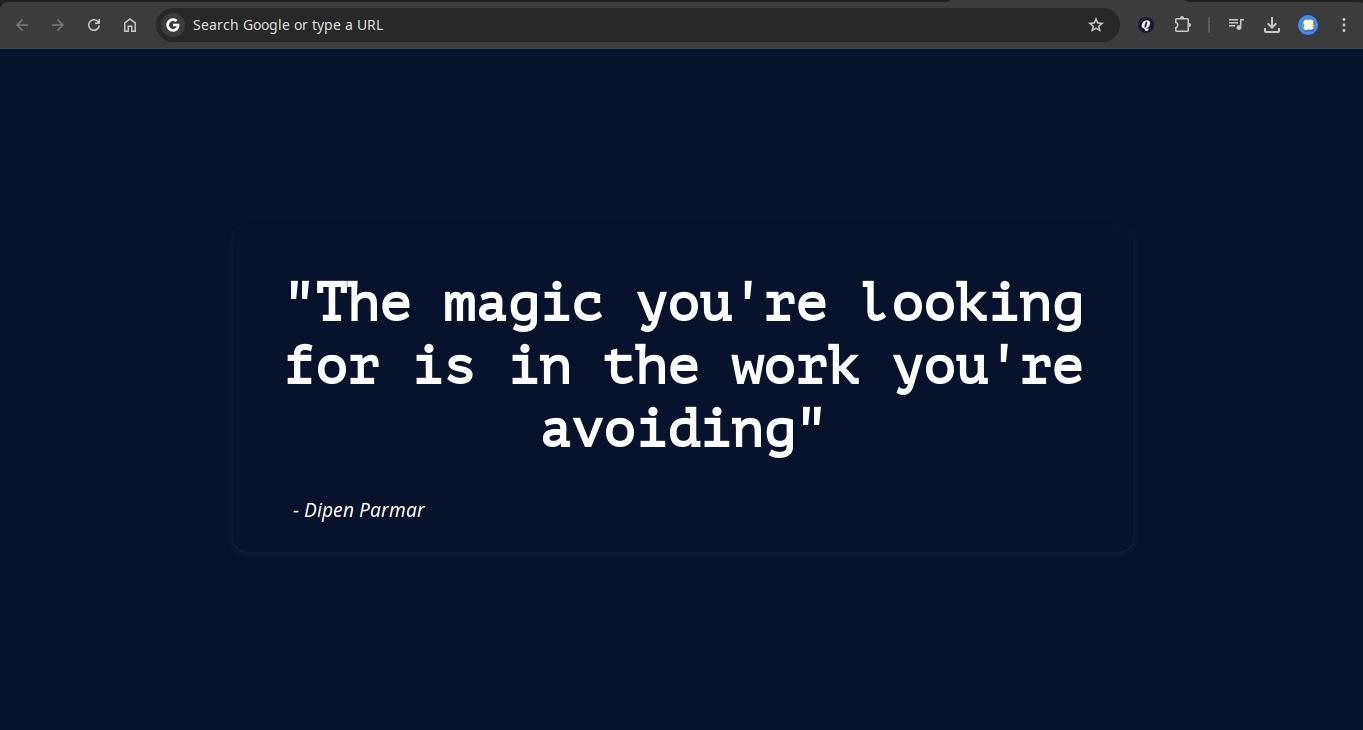 Search Google or type a URL
"The magic you're looking
for is in the work you're
avoiding"
- Dipen Parmar